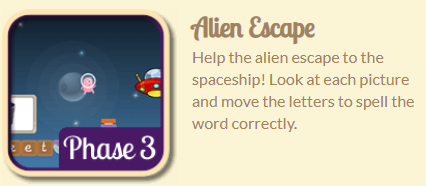 Alien Escape
Help the alien escape to the
spaceship! Look at each picture
and move the letters to spell the
word correctly.
Phase 3
e t